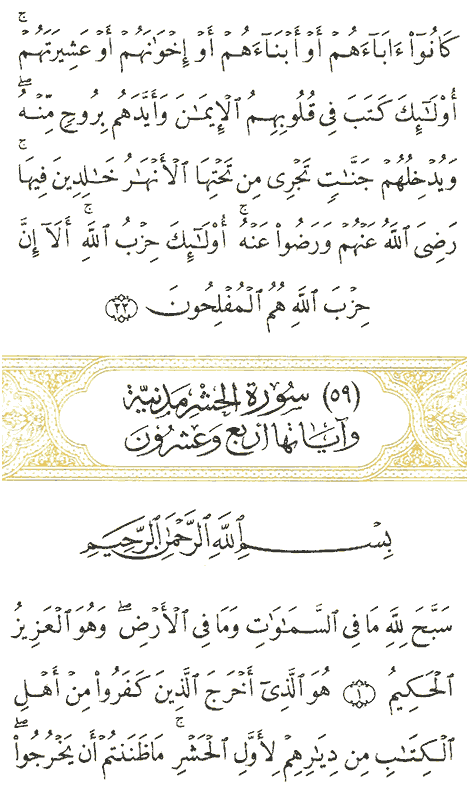 كَانُوٓا۟ ءَابَآءَهُمْ أَوْ أَبْنَآءَهُمْ أَوْ إِخْوَٰنَهُمْ أَوْ عَشِيرَتَهُمْ ۚ
أُو۟لَـٰٓئِكَ كَتَبَ فِى قُلُوبِهِمُ ٱلْإِيمَـٰنَ وَأَيَّدَهُم بِرُوحٍ مِّنْهُ ۖ
وَيُدْخِلُهُمْ جَنَّـٰتٍ تَجْرِى مِن تَحْتِهَا ٱلْأَنْهَـٰرُ خَـٰلِدِينَ فِيهَا ۚ
رَضِىَ ٱللَّهُ عَنْهُمْ وَرَضُوا۟ عَنْهُ ۚ أُو۟لَـٰٓئِكَ حِزْبُ ٱللَّهِ ۚ أَلَآ إِنَّ
حِزْبَ ٱللَّهِ هُمُ ٱلْمُفْلِحُونَ ٢٢
(٥٩) سُورَةُ الحَشْرِ مَدَنِيَّة
وَآيَاتُهَا أَرْبَع وَعِشْرُونَ
بِسْمِ ٱللَّهِ ٱلرَّحْمَـٰنِ ٱلرَّحِيمِ
سَبَّحَ لِلَّهِ مَا فِى ٱلسَّمَـٰوَٰتِ وَمَا فِى ٱلْأَرْضِ ۖ وَهُوَ ٱلْعَزِيزُ
ٱلْحَكِيمُ ١ هُوَ ٱلَّذِىٓ أَخْرَجَ ٱلَّذِينَ كَفَرُوا۟ مِنْ أَهْلِ
ٱلْكِتَـٰبِ مِن دِيَـٰرِهِمْ لِأَوَّلِ ٱلْحَشْرِ ۚ مَا ظَنَنتُمْ أَن يَخْرُجُوا۟ ۖ